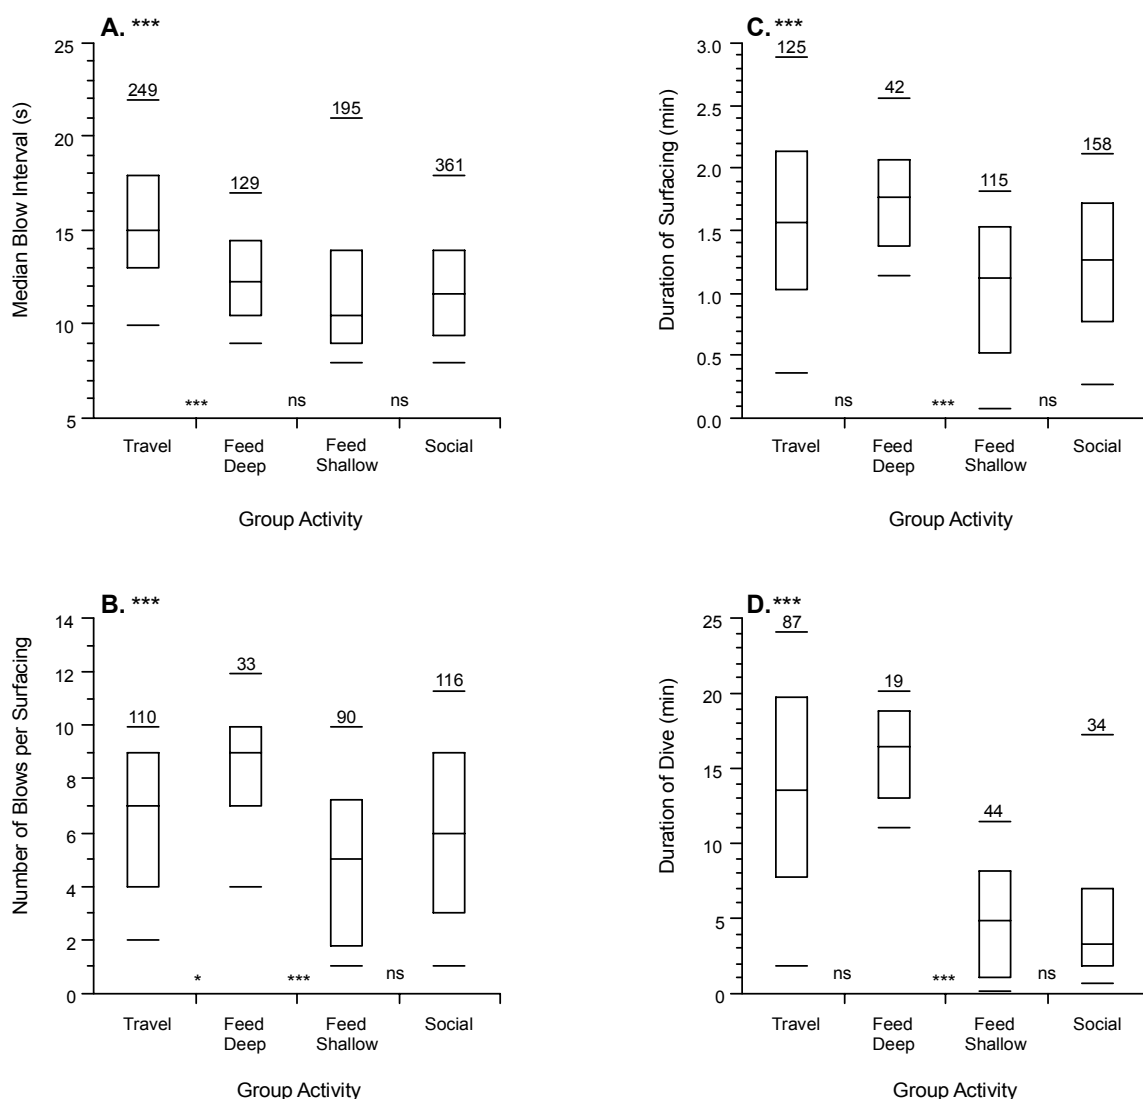 A. ***
Median Blow Interval (s)
25
20
15
10
5
249
129
195
361
***
ns
ns
Travel
Feed
Deep
Feed
Shallow
Social
Group Activity
C. ***
Duration of Surfacing (min)
3.0
2.5
2.0
1.5
1.0
0.5
0.0
125
42
115
158
ns
***
ns
Travel
Feed
Deep
Feed
Shallow
Social
Group Activity
B. ***
Number of Blows per Surfacing
14
12
10
8
6
4
2
0
110
33
90
116
*
***
ns
Travel
Feed
Deep
Feed
Shallow
Social
Group Activity
D. ***
Duration of Dive (min)
25
20
15
10
5
0
87
19
44
34
ns
***
ns
Travel
Feed
Deep
Feed
Shallow
Social
Group Activity